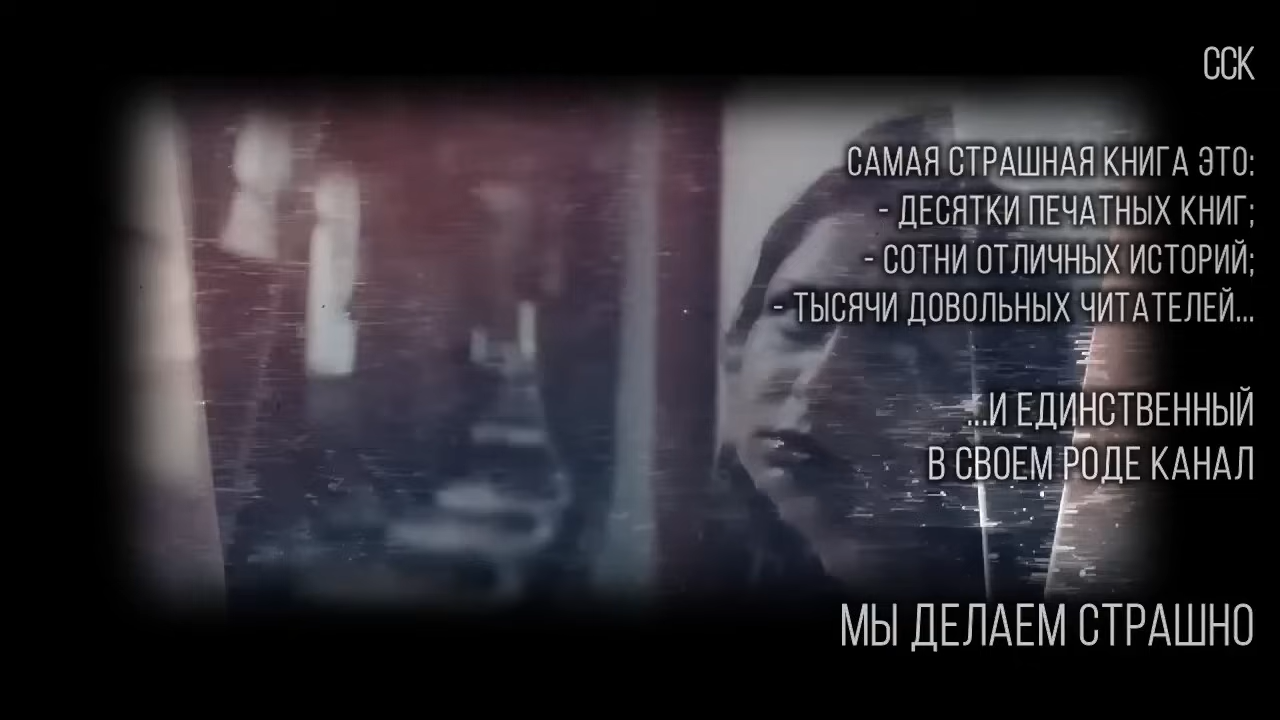 ССК
САМАЯ СТРАШНАЯ КНИГА ЭТО:
- ДЕСЯТКИ ПЕЧАТНЫХ КНИГ;
- СОТНИ ОТЛИЧНЫХ ИСТОРИЙ;
- ТЫСЯЧИ ДОВОЛЬНЫХ ЧИТАТЕЛЕЙ...
...И ЕДИНСТВЕННЫЙ
В СВОЕМ РОДЕ КАНАЛ
МЫ ДЕЛАЕМ СТРАШНО